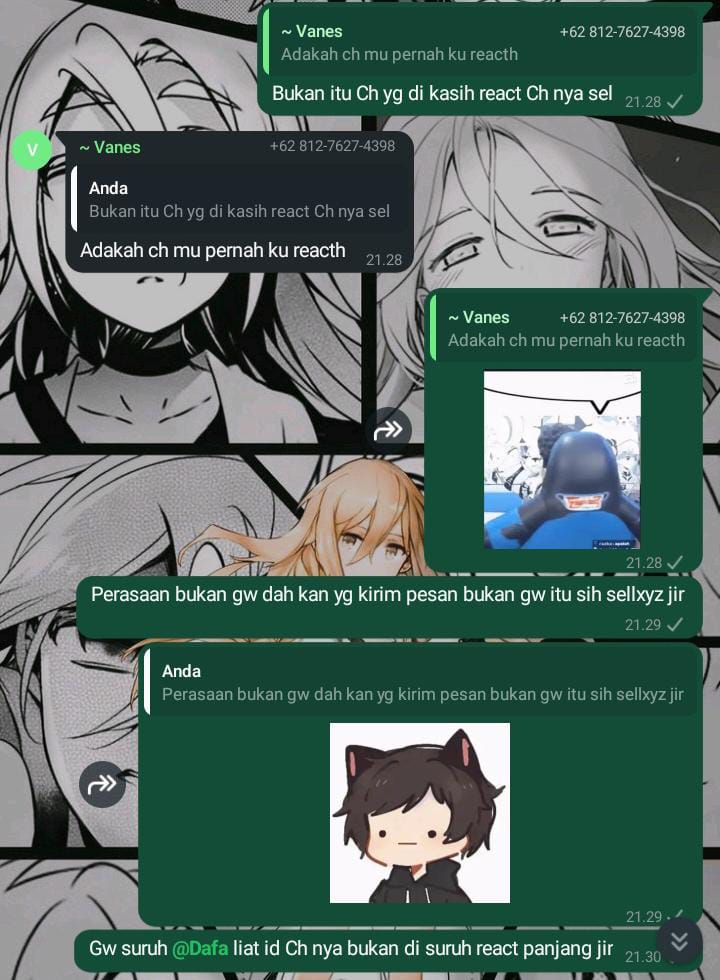 ~ Vanes +62 812-7627-4398
Adakah ch mu pernah ku reacth
Bukan itu Ch yg di kasih react Ch nya sel 21.28
V
~ Vanes +62 812-7627-4398
Anda
Bukan itu Ch yg di kasih react Ch nya sel
Adakah ch mu pernah ku reacth 21.28
~ Vanes +62 812-7627-4398
Adakah ch mu pernah ku reacth
21.28
Perasaan bukan gw dah kan yg kirim pesan bukan gw itu sih sellxyz jir
21.29
Anda
Perasaan bukan gw dah kan yg kirim pesan bukan gw itu sih sellxyz jir
21.29
Gw suruh @Dafa liat id Ch nya bukan di suruh react panjang jir 21.30